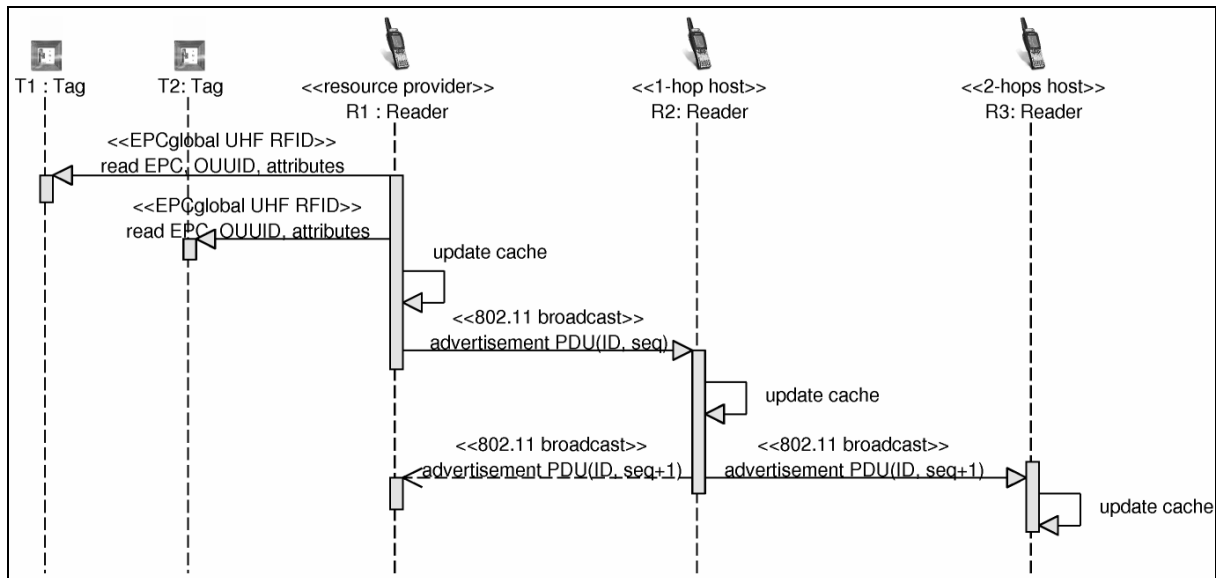 T1 : Tag
T2: Tag
<<resource provider>>
R1 : Reader
<<1-hop host>>
R2: Reader
<<2-hops host>>
R3: Reader
<<EPCglobal UHF RFID>>
read EPC, OUUID, attributes
<<EPCglobal UHF RFID>>
read EPC, OUUID, attributes
update cache
<<802.11 broadcast>>
advertisement PDU(ID, seq)
update cache
<<802.11 broadcast>>
advertisement PDU(ID, seq+1)
<<802.11 broadcast>>
advertisement PDU(ID, seq+1)
update cache